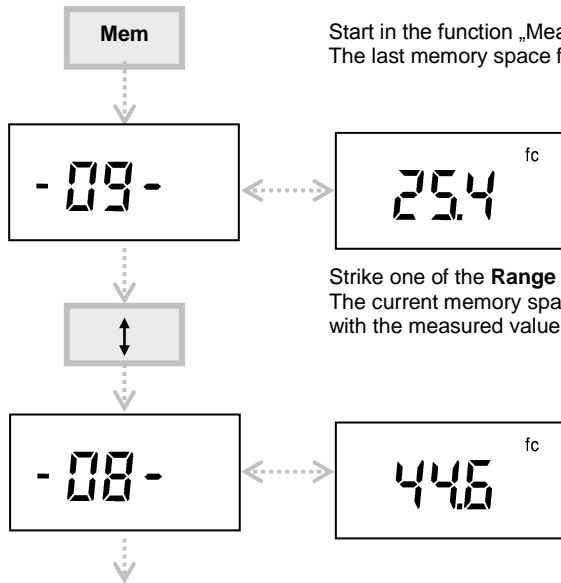 Mem
Start in the function „Mea
The last memory space f
- 09 -
fc
25.4
Strike one of the Range
The current memory spa
with the measured value
- 08 -
fc
44.6